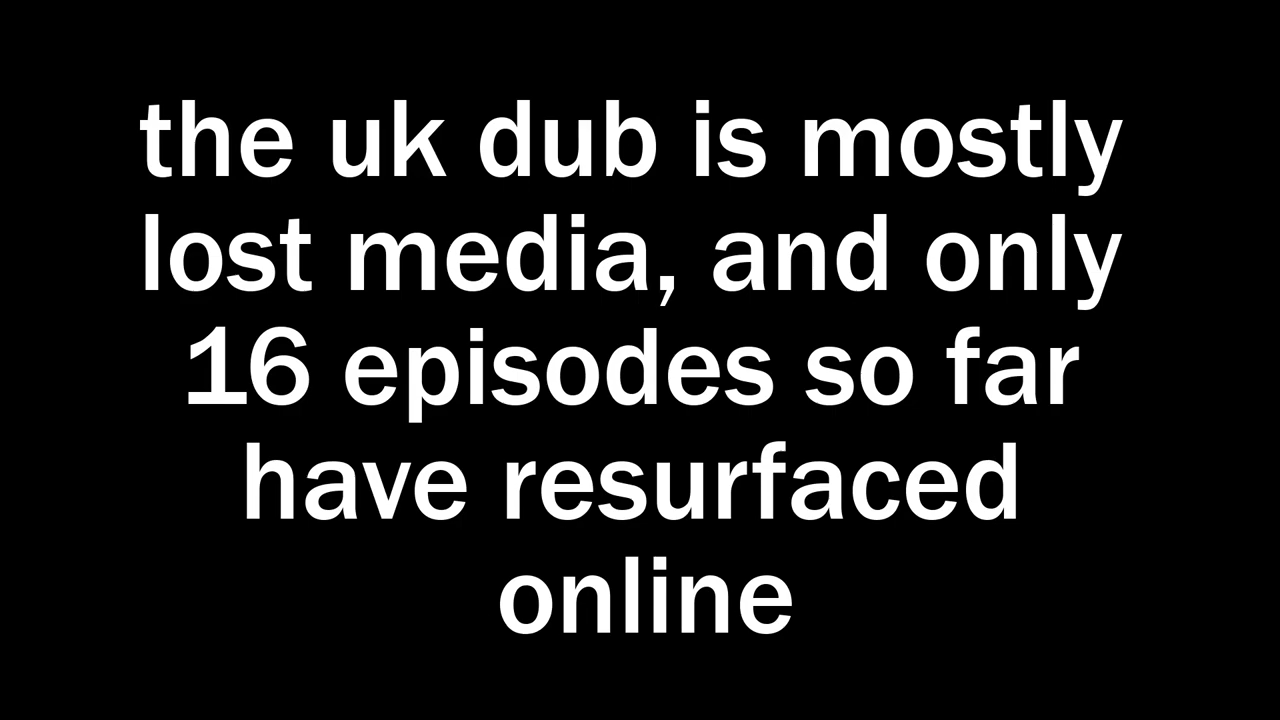 the uk dub is mostly
lost media, and only
16 episodes so far
have resurfaced
online